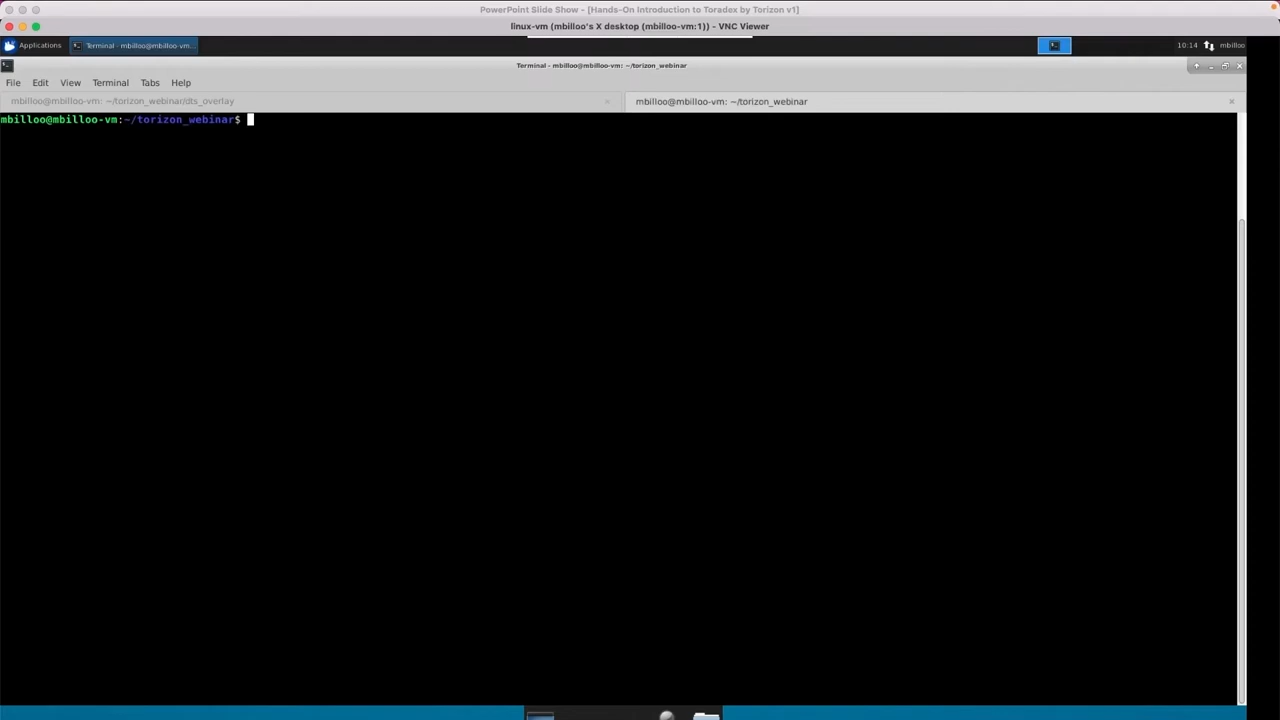 PowerPoint Slide Show - [Hands-On Introduction to Toradex by Torizon v1]
linux-vm (mbilloo's X desktop (mbilloo-vm:1)) - VNC Viewer
Applications Terminal - mbilloo@mbilloo-vm... 10:14 mbilloo
Terminal - mbilloo@mbilloo-vm: ~/torizon_webinar
File Edit View Terminal Tabs Help
mbilloo@mbilloo-vm: ~/torizon_webinar/dts_overlay mbilloo@mbilloo-vm: ~/torizon_webinar
mbilloo@mbilloo-vm:~/torizon_webinar$